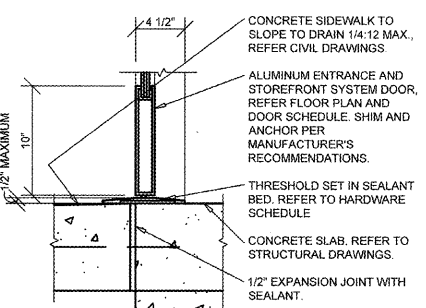 4 1/2"
CONCRETE SIDEWALK TO
SLOPE TO DRAIN 1/4:12 MAX.,
REFER CIVIL DRAWINGS.
ALUMINUM ENTRANCE AND
STOREFRONT SYSTEM DOOR,
REFER FLOOR PLAN AND
DOOR SCHEDULE. SHIM AND
ANCHOR PER
MANUFACTURER'S
RECOMMENDATIONS.
10"
1/2" MAXIMUM
THRESHOLD SET IN SEALANT
BED. REFER TO HARDWARE
SCHEDULE
CONCRETE SLAB. REFER TO
STRUCTURAL DRAWINGS.
1/2" EXPANSION JOINT WITH
SEALANT.